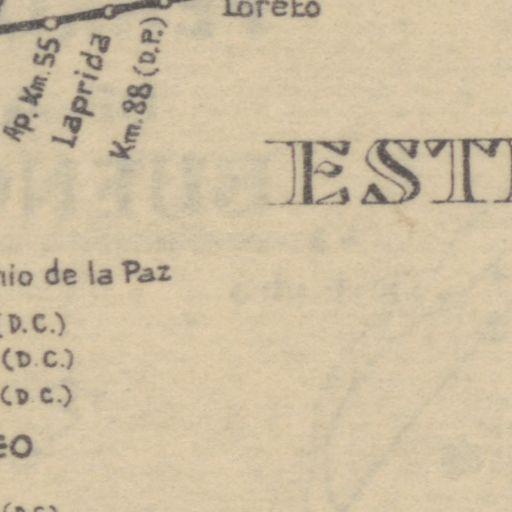 Loreto
Ap. Km. 55
Laprida
Km. 88 (D.P.)
EST
nio de la Paz
(D.C.)
(D.C.)
(D.C.)
EO
(D.C.)